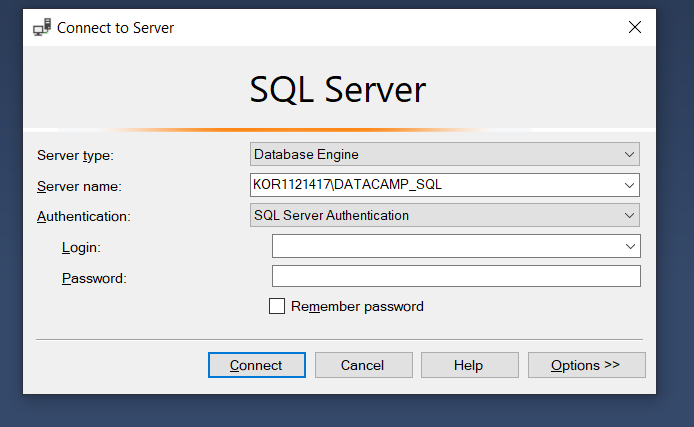 Connect to Server
SQL Server
Server type: Database Engine
Server name: KOR1121417\DATACAMP_SQL
Authentication: SQL Server Authentication
Login:
Password:
Remember password
Connect Cancel Help Options >>